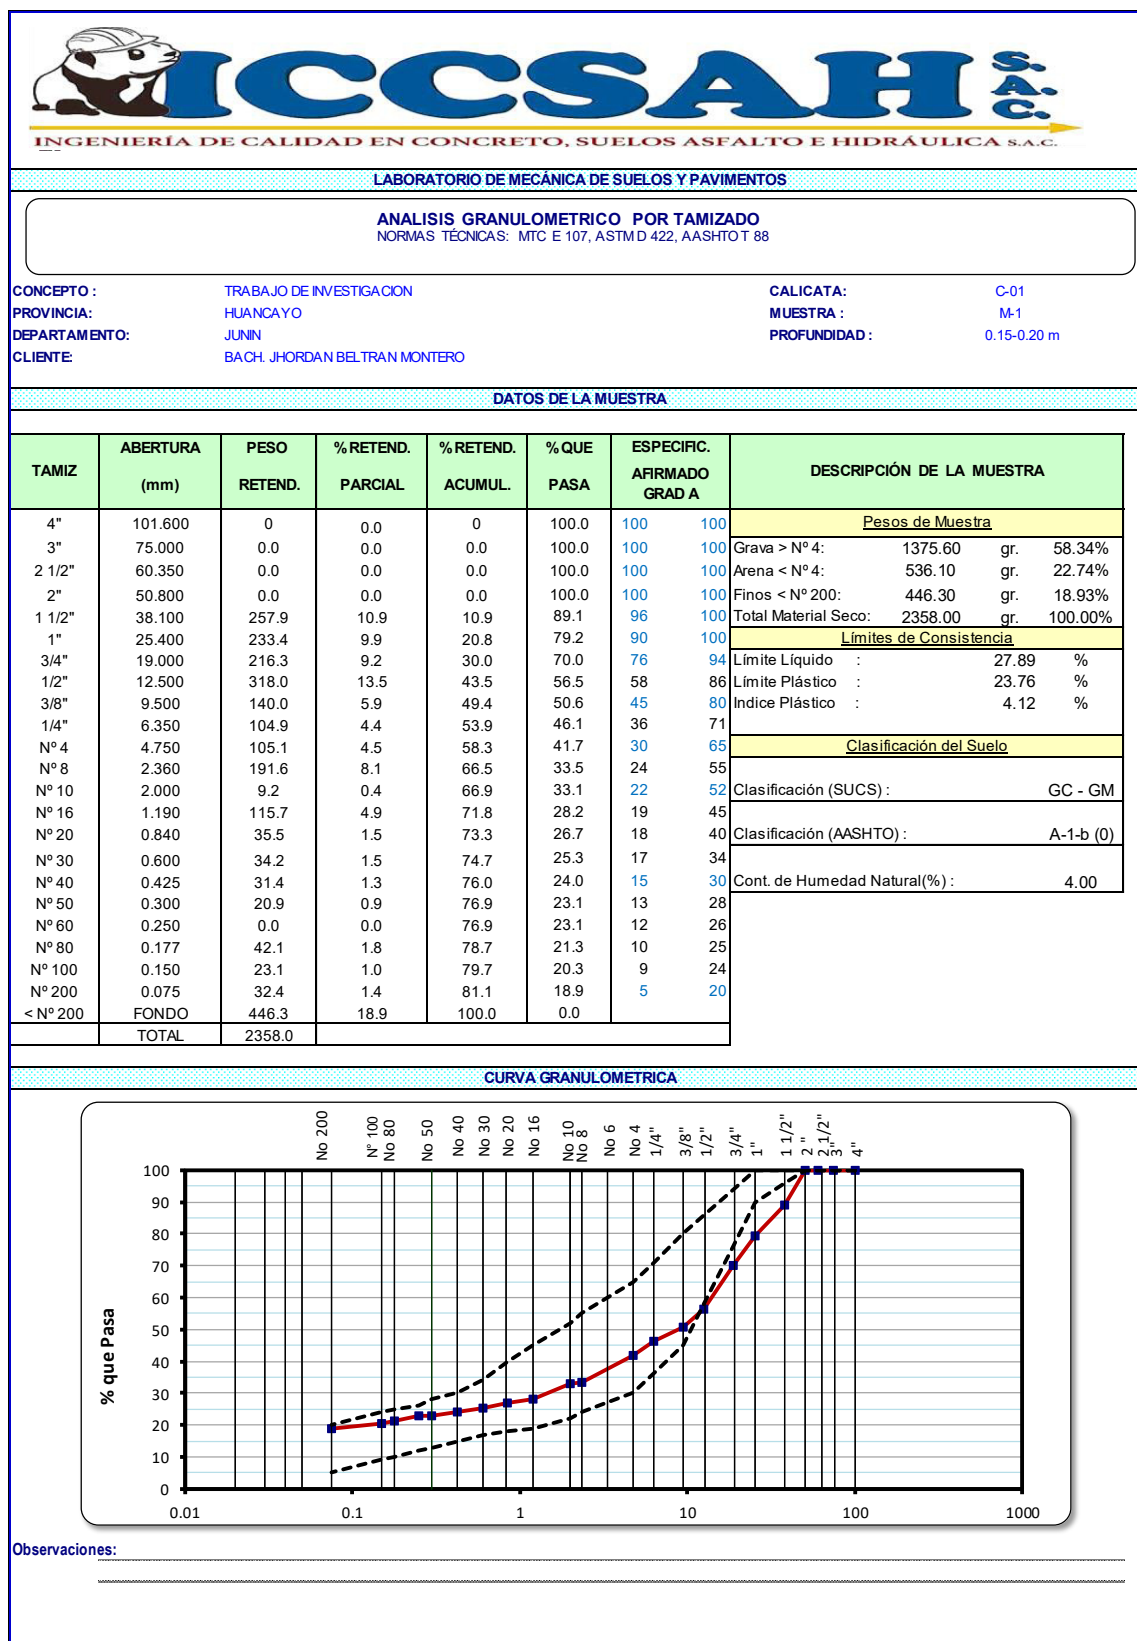 ICCSAH S.A.C.
INGENIERÍA DE CALIDAD EN CONCRETO, SUELOS ASFALTO E HIDRÁULICA S.A.C.
LABORATORIO DE MECÁNICA DE SUELOS Y PAVIMENTOS
ANALISIS GRANULOMETRICO POR TAMIZADO
NORMAS TÉCNICAS: MTC E 107, ASTM D 422, AASHTO T 88
CONCEPTO : TRABAJO DE INVESTIGACION CALICATA: C-01
PROVINCIA: HUANCAYO MUESTRA : M-1
DEPARTAMENTO: JUNIN PROFUNDIDAD : 0.15-0.20 m
CLIENTE: BACH. JHORDAN BELTRAN MONTERO
DATOS DE LA MUESTRA
TAMIZ ABERTURA (mm) PESO RETEND. % RETEND. PARCIAL % RETEND. ACUMUL. % QUE PASA ESPECIFIC. AFIRMADO GRAD A DESCRIPCIÓN DE LA MUESTRA
4" 101.600 0 0.0 0 100.0 100 100 Pesos de Muestra
3" 75.000 0.0 0.0 0.0 100.0 100 100 Grava > Nº 4: 1375.60 gr. 58.34%
2 1/2" 60.350 0.0 0.0 0.0 100.0 100 100 Arena < Nº 4: 536.10 gr. 22.74%
2" 50.800 0.0 0.0 0.0 100.0 100 100 Finos < Nº 200: 446.30 gr. 18.93%
1 1/2" 38.100 257.9 10.9 10.9 89.1 96 100 Total Material Seco: 2358.00 gr. 100.00%
1" 25.400 233.4 9.9 20.8 79.2 90 100 Límites de Consistencia
3/4" 19.000 216.3 9.2 30.0 70.0 76 94 Límite Líquido : 27.89 %
1/2" 12.500 318.0 13.5 43.5 56.5 58 86 Límite Plástico : 23.76 %
3/8" 9.500 140.0 5.9 49.4 50.6 45 80 Indice Plástico : 4.12 %
1/4" 6.350 104.9 4.4 53.9 46.1 36 71
Nº 4 4.750 105.1 4.5 58.3 41.7 30 65 Clasificación del Suelo
Nº 8 2.360 191.6 8.1 66.5 33.5 24 55
Nº 10 2.000 9.2 0.4 66.9 33.1 22 52 Clasificación (SUCS) : GC - GM
Nº 16 1.190 115.7 4.9 71.8 28.2 19 45
Nº 20 0.840 35.5 1.5 73.3 26.7 18 40 Clasificación (AASHTO) : A-1-b (0)
Nº 30 0.600 34.2 1.5 74.7 25.3 17 34
Nº 40 0.425 31.4 1.3 76.0 24.0 15 30 Cont. de Humedad Natural(%) : 4.00
Nº 50 0.300 20.9 0.9 76.9 23.1 13 28
Nº 60 0.250 0.0 0.0 76.9 23.1 12 26
Nº 80 0.177 42.1 1.8 78.7 21.3 10 25
Nº 100 0.150 23.1 1.0 79.7 20.3 9 24
Nº 200 0.075 32.4 1.4 81.1 18.9 5 20
< Nº 200 FONDO 446.3 18.9 100.0 0.0
TOTAL 2358.0
CURVA GRANULOMETRICA
No 200 N° 100 No 80 No 50 No 40 No 30 No 20 No 16 No 10 No 8 No 6 No 4 1/4" 3/8" 1/2" 3/4" 1" 1 1/2" 2 " 2 1/2" 3" 4"
% que Pasa
100
90
80
70
60
50
40
30
20
10
0
0.01 0.1 1 10 100 1000
Observaciones: